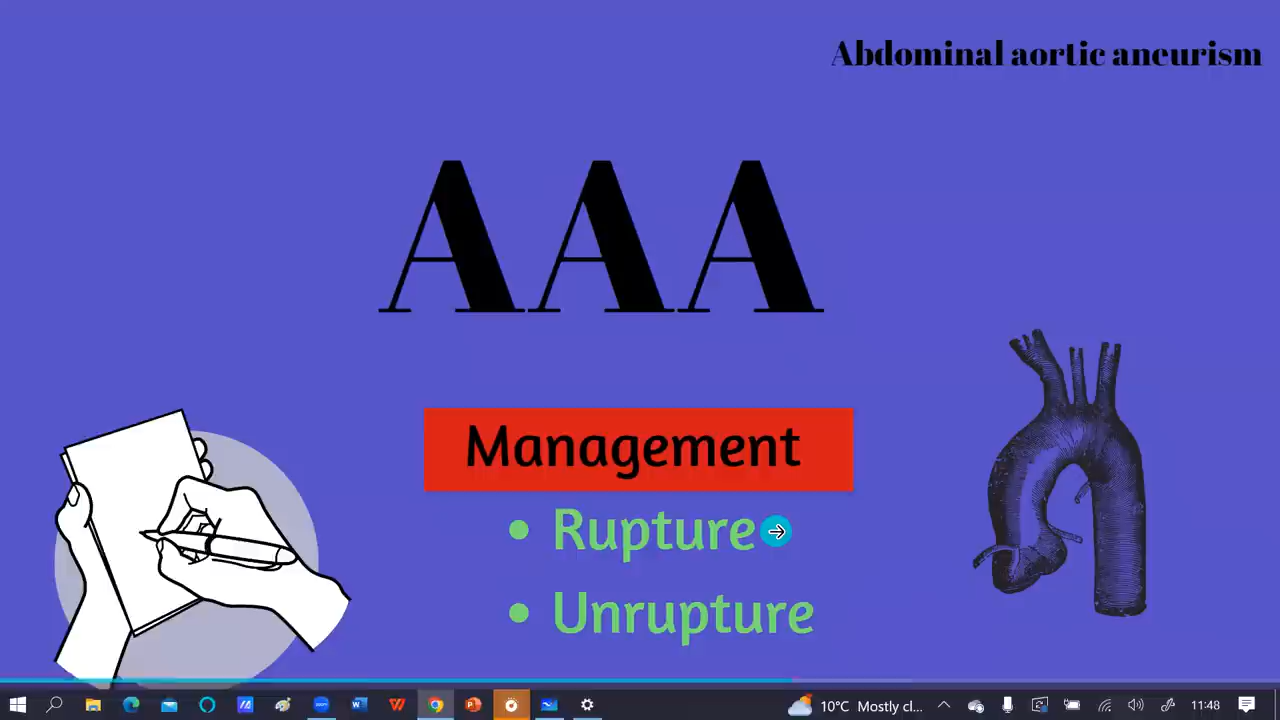 Abdominal aortic aneurism
AAA
Management
• Rupture
• Unrupture
10°C Mostly cl...
11:48